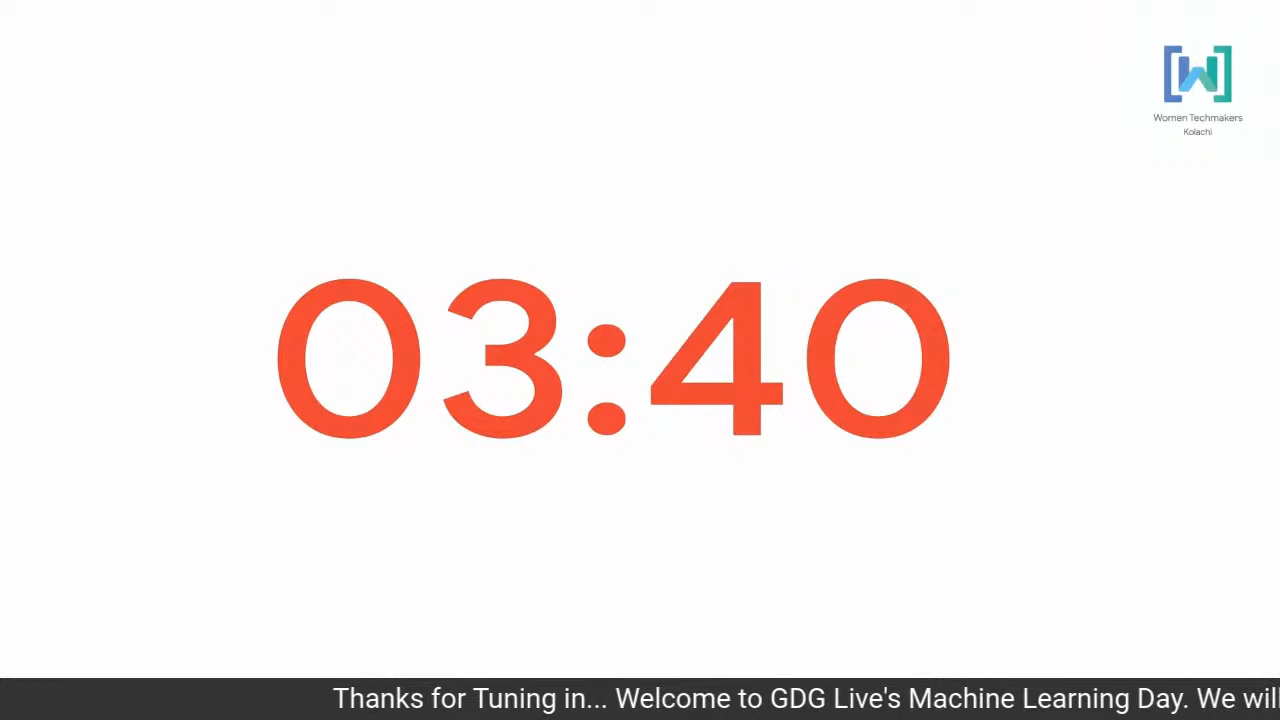 Women Techmakers
Kolachi
03:40
Thanks for Tuning in... Welcome to GDG Live's Machine Learning Day. We will